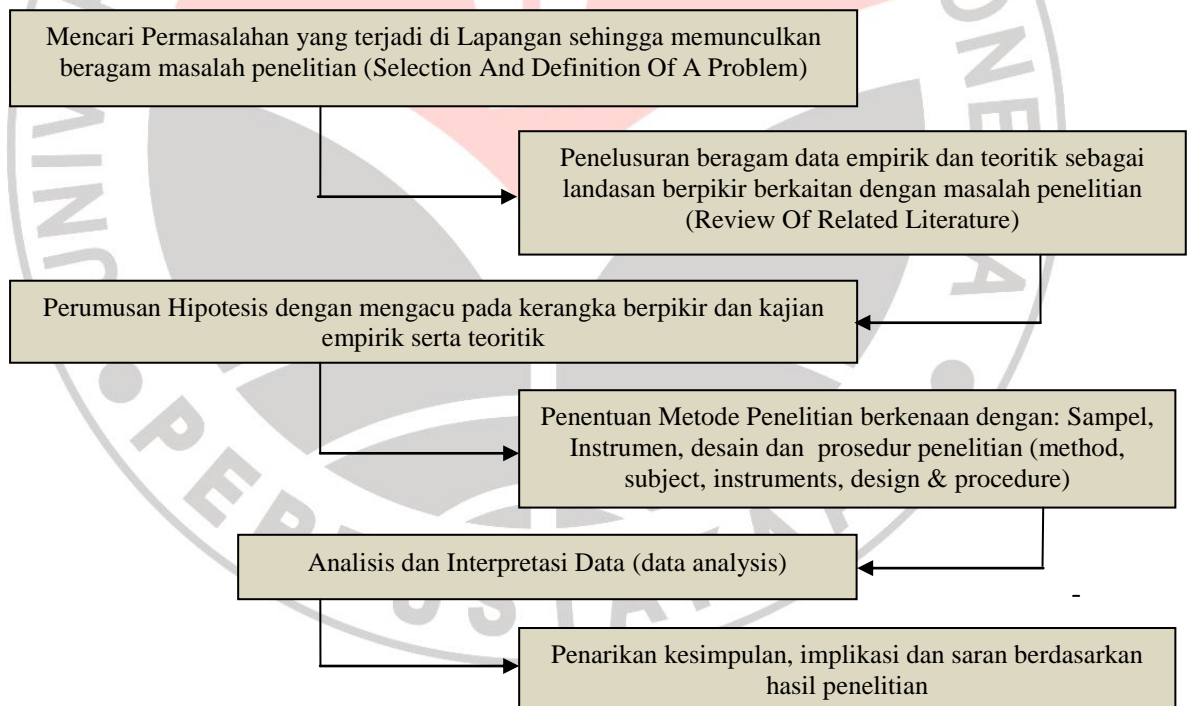 Mencari Permasalahan yang terjadi di Lapangan sehingga memunculkan
beragam masalah penelitian (Selection And Definition Of A Problem)
Penelusuran beragam data empirik dan teoritik sebagai
landasan berpikir berkaitan dengan masalah penelitian
(Review Of Related Literature)
Perumusan Hipotesis dengan mengacu pada kerangka berpikir dan kajian
empirik serta teoritik
Penentuan Metode Penelitian berkenaan dengan: Sampel,
Instrumen, desain dan prosedur penelitian (method,
subject, instruments, design & procedure)
Analisis dan Interpretasi Data (data analysis)
-
Penarikan kesimpulan, implikasi dan saran berdasarkan
hasil penelitian